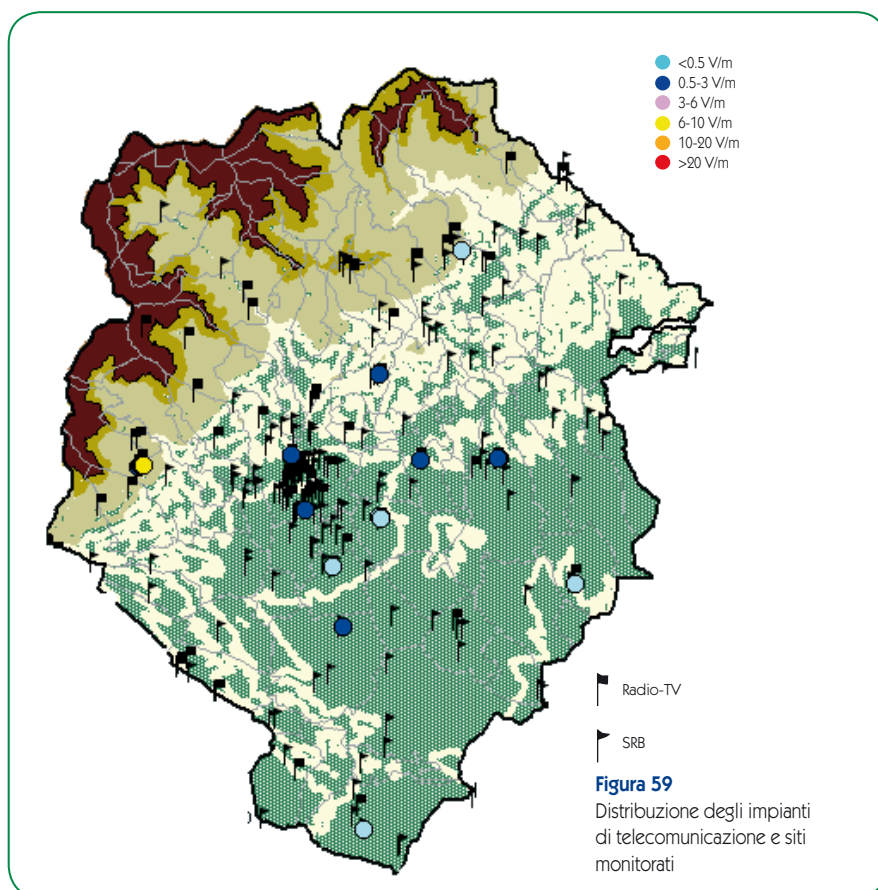 <0.5 V/m
0.5-3 V/m
3-6 V/m
6-10 V/m
10-20 V/m
>20 V/m
Radio-TV
SRB
Figura 59
Distribuzione degli impianti
di telecomunicazione e siti
monitorati